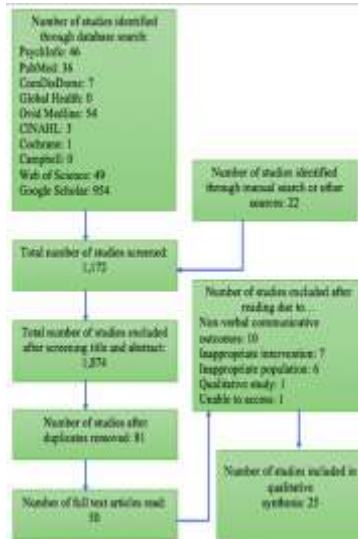 Number of studies identified
through database search
PsychInfo: 46
PubMed: 36
ComDisDome: 7
Global Health: 0
Ovid Medline: 54
CINAHL: 3
Cochrane: 1
Campbell: 0
Web of Science: 49
Google Scholar: 954
Number of studies identified
through manual search or other
sources: 22
Total number of studies screened:
1,172
Total number of studies excluded
after screening title and abstract:
1,074
Number of studies after
duplicates removed: 81
Number of full text articles read:
50
Number of studies excluded after
reading due to…
Non-verbal communicative
outcomes: 10
Inappropriate intervention: 7
Inappropriate population: 6
Qualitative study: 1
Unable to access: 1
Number of studies included in
qualitative
synthesis: 25